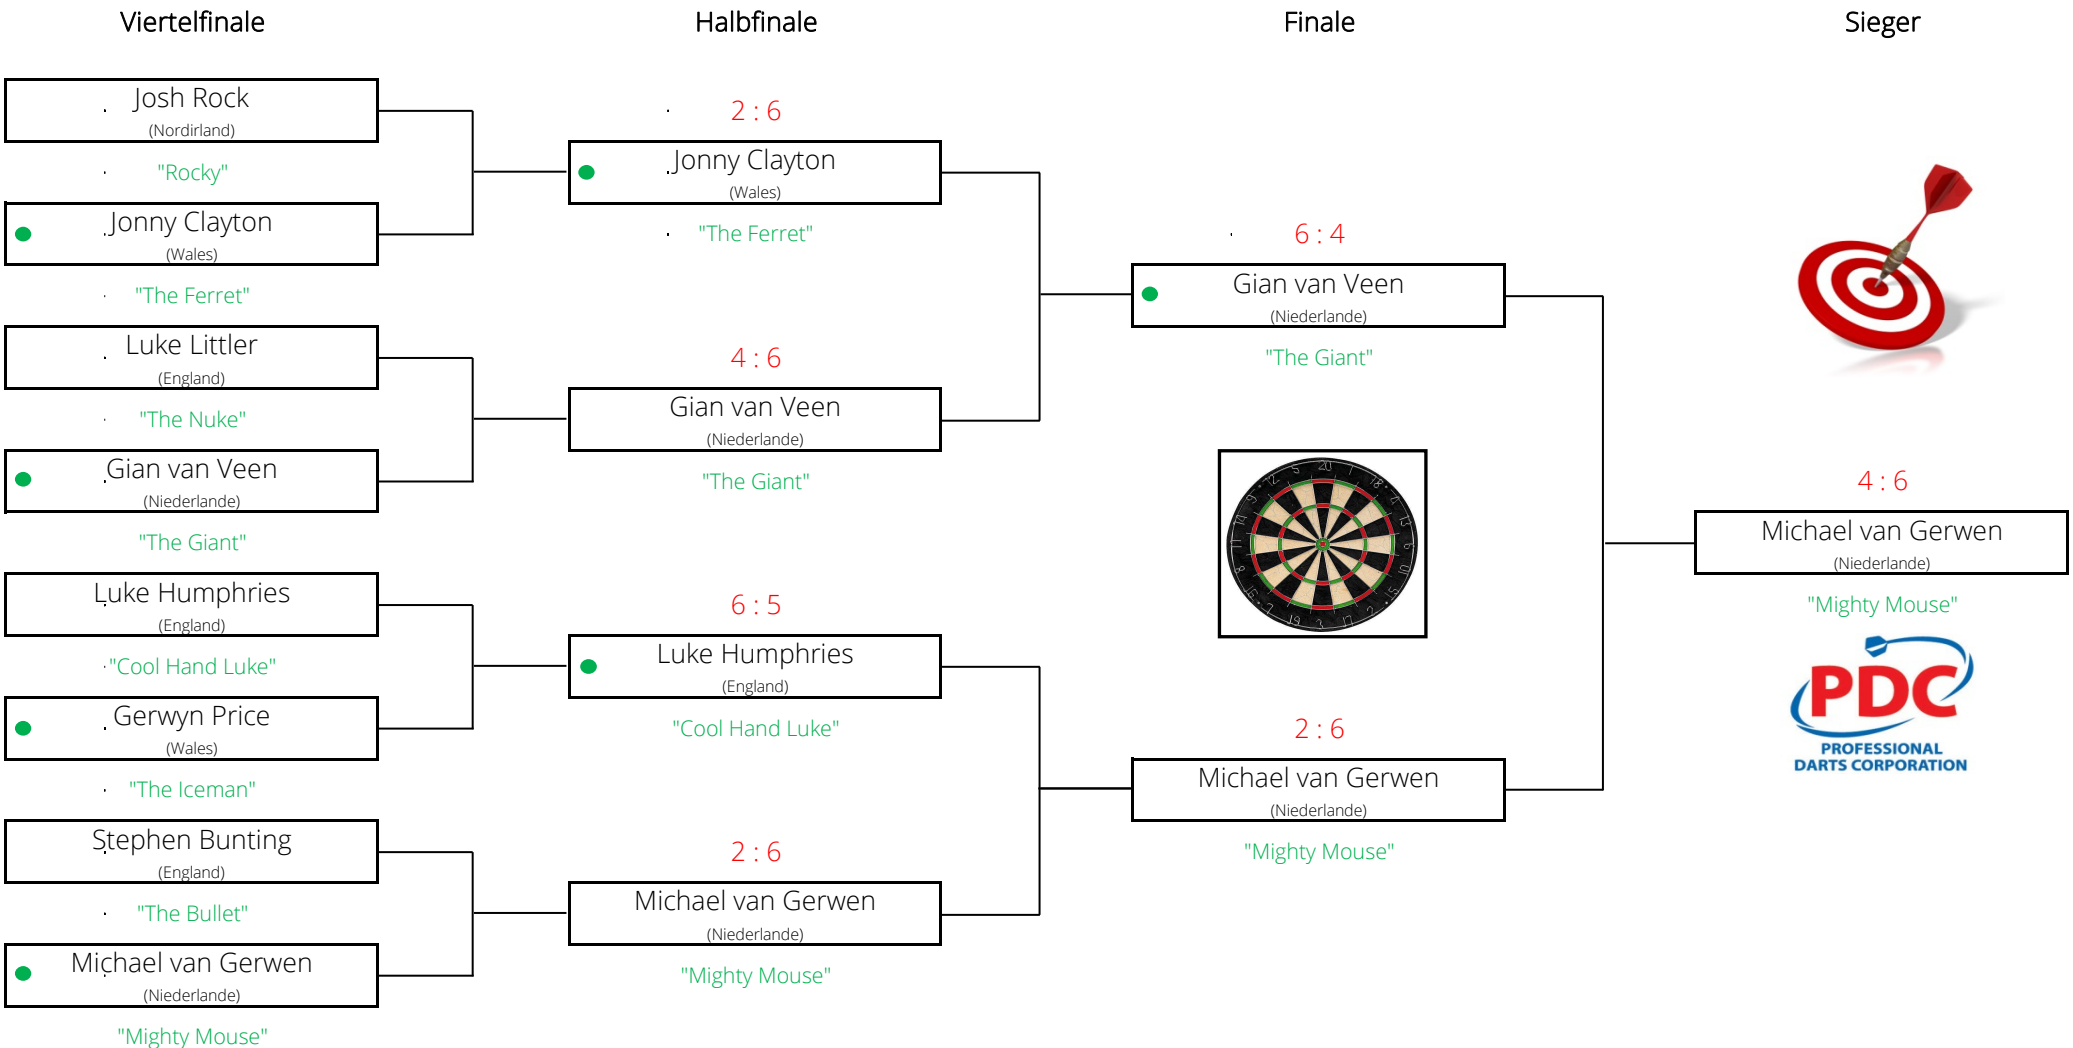 Viertelfinale
Halbfinale
Finale
Sieger
Josh Rock
(Nordirland)
"Rocky"
Jonny Clayton
(Wales)
"The Ferret"
Luke Littler
(England)
"The Nuke"
Gian van Veen
(Niederlande)
"The Giant"
Luke Humphries
(England)
"Cool Hand Luke"
Gerwyn Price
(Wales)
"The Iceman"
Stephen Bunting
(England)
"The Bullet"
Michael van Gerwen
(Niederlande)
"Mighty Mouse"
2 : 6
Jonny Clayton
(Wales)
"The Ferret"
4 : 6
Gian van Veen
(Niederlande)
"The Giant"
6 : 5
Luke Humphries
(England)
"Cool Hand Luke"
2 : 6
Michael van Gerwen
(Niederlande)
"Mighty Mouse"
6 : 4
Gian van Veen
(Niederlande)
"The Giant"
2 : 6
Michael van Gerwen
(Niederlande)
"Mighty Mouse"
4 : 6
Michael van Gerwen
(Niederlande)
"Mighty Mouse"
PDC
PROFESSIONAL
DARTS CORPORATION